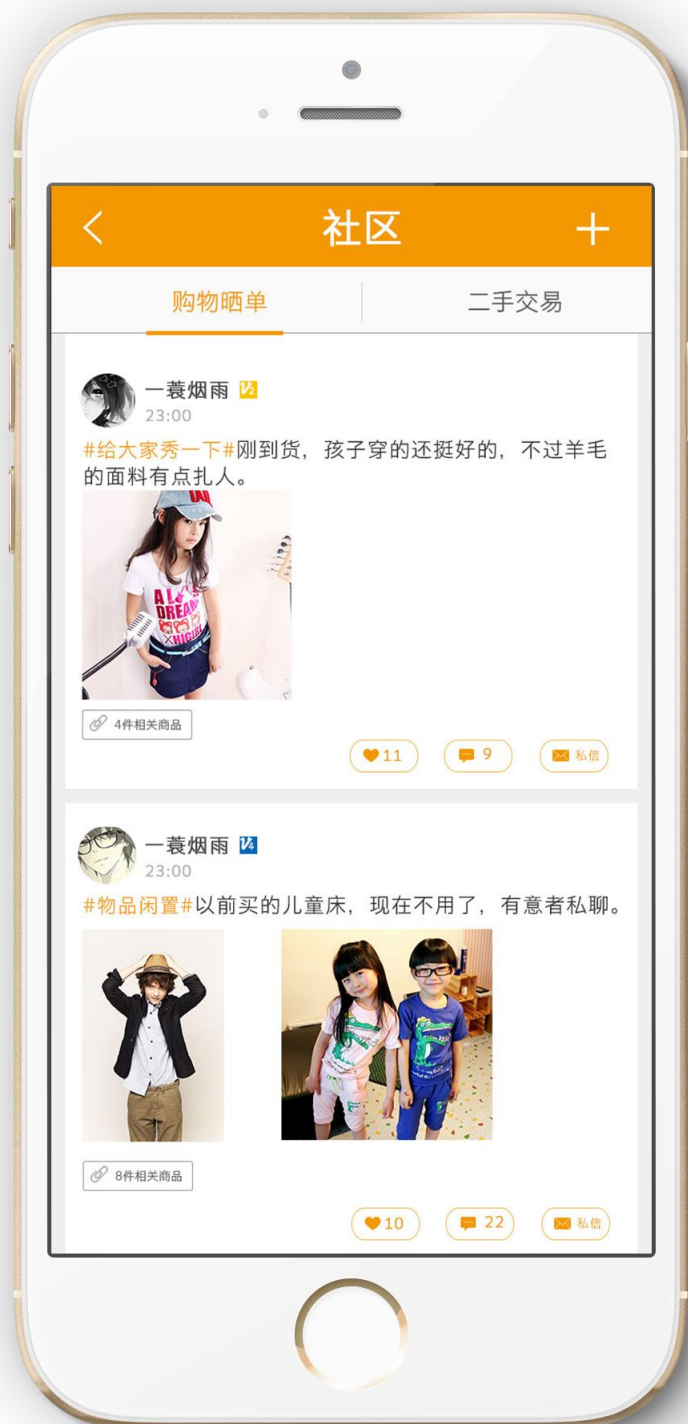 社区
购物晒单
二手交易
一蓑烟雨 V2
23:00
#给大家秀一下#刚到货，孩子穿的还挺好的，不过羊毛
的面料有点扎人。
DREAM
4件相关商品
11
9
私信
一蓑烟雨 V4
23:00
#物品闲置#以前买的儿童床，现在不用了，有意者私聊。
8件相关商品
10
22
私信